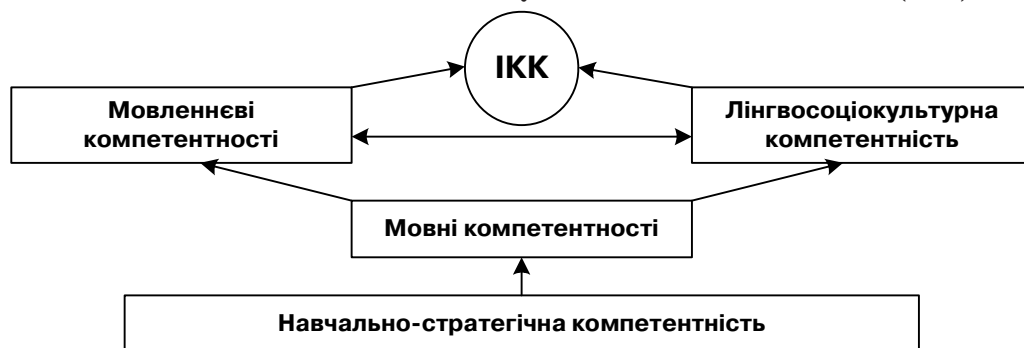 ІКК
Мовленнєві
компетентності
Лінгвосоціокультурна
компетентність
Мовні компетентності
Навчально-стратегічна компетентність